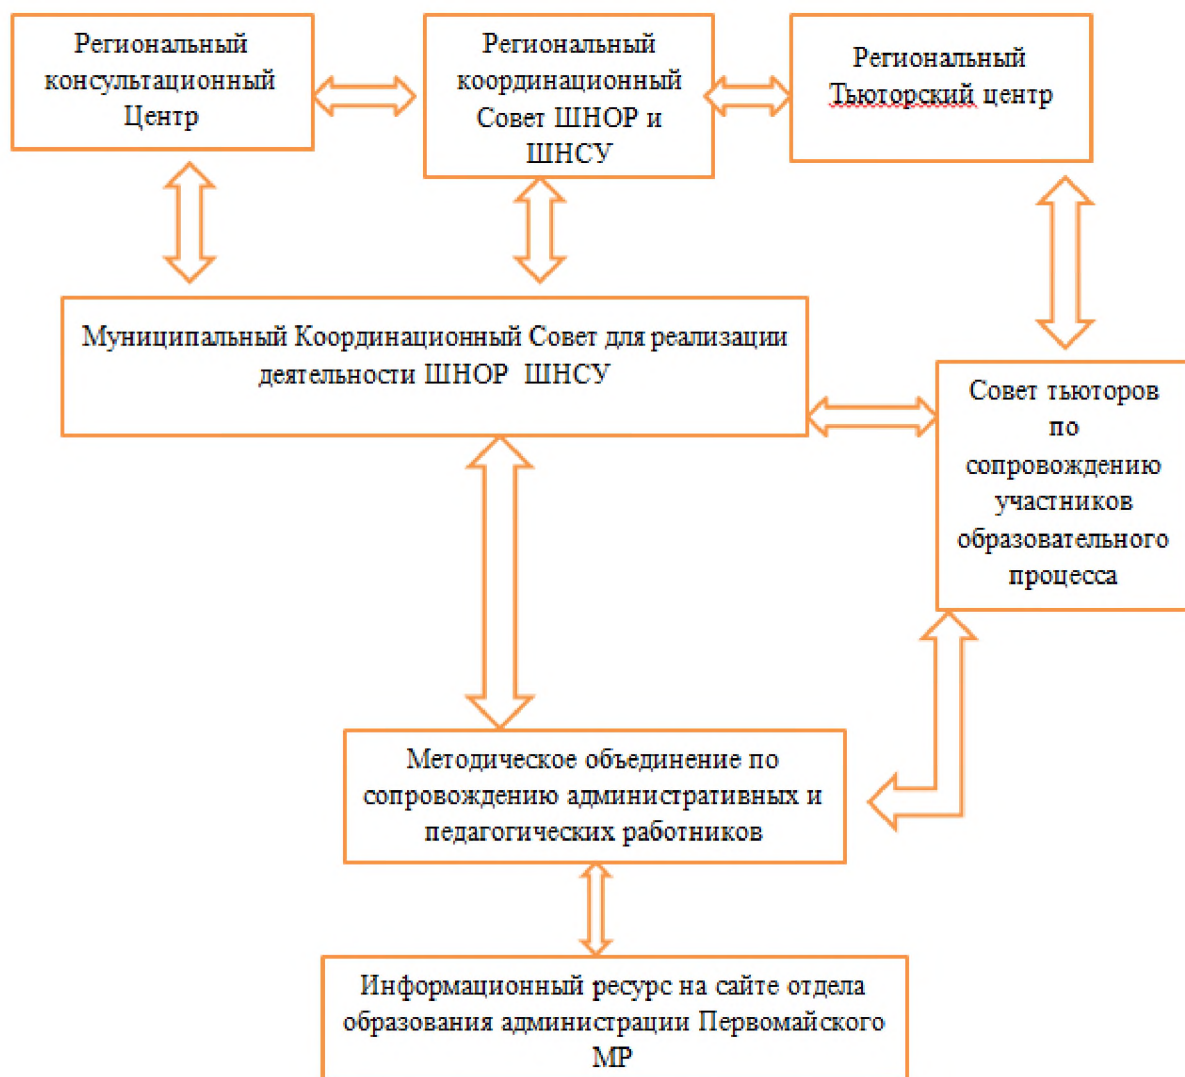 Региональный
консультационный
Центр
Региональный
координационный
Совет ШНОР и
ШНСУ
Региональный
Тьюторский центр
Муниципальный Координационный Совет для реализации
деятельности ШНОР  ШНСУ
Совет тьюторов
по
сопровождению
участников
образовательного
процесса
Методическое объединение по
сопровождению административных и
педагогических работников
Информационный ресурс на сайте отдела
образования администрации Первомайского
МР